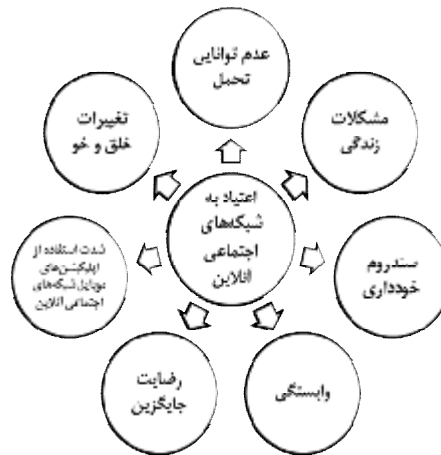 عدم توانایی
تحمل
مشکلات
زندگی
سندروم
خودداری
وابستگی
رضایت
جایگزین
شدت استفاده از
اپلیکشن‌های
موبایل شبکه‌های
اجتماعی آنلاین
تغییرات
خلق و خو
اعتیاد به
شبکه‌های
اجتماعی
آنلاین